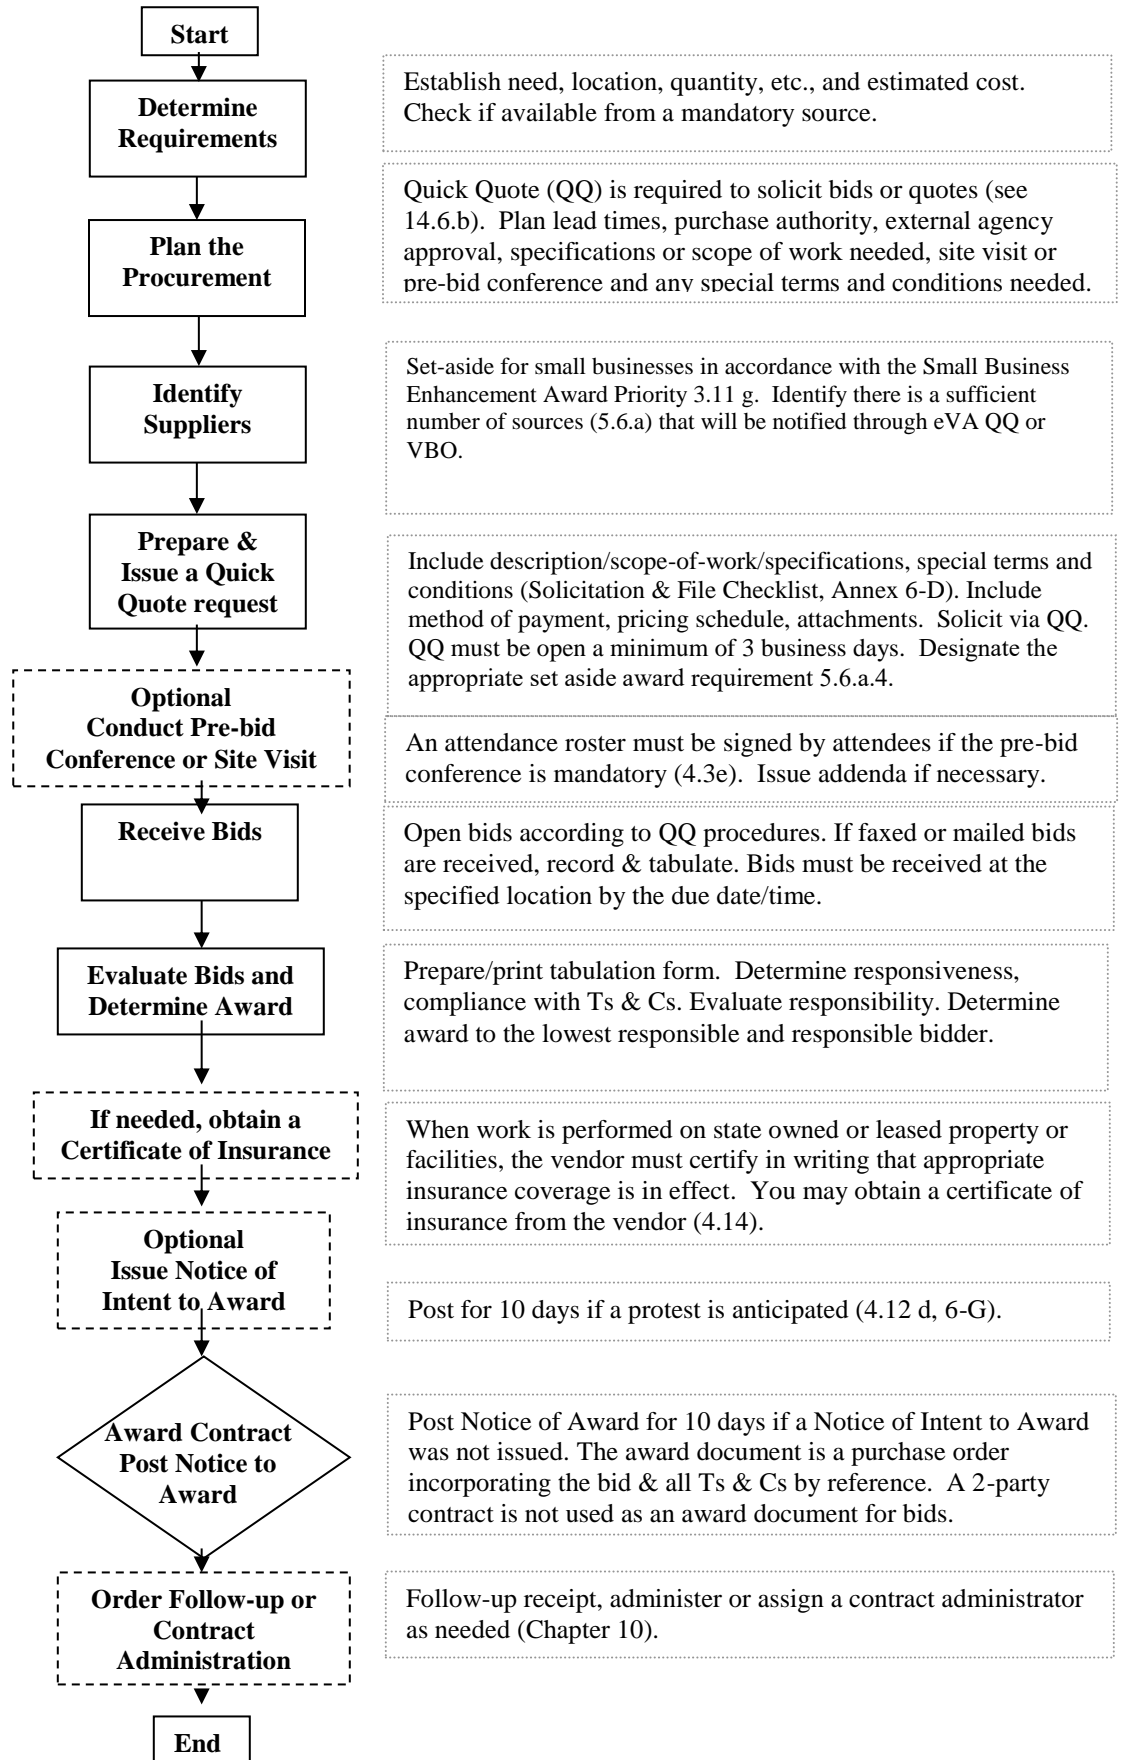 Start
Determine
Requirements
Establish need, location, quantity, etc., and estimated cost.
Check if available from a mandatory source.
Plan the
Procurement
Quick Quote (QQ) is required to solicit bids or quotes (see
14.6.b).  Plan lead times, purchase authority, external agency
approval, specifications or scope of work needed, site visit or
pre-bid conference and any special terms and conditions needed.
Identify
Suppliers
Set-aside for small businesses in accordance with the Small Business
Enhancement Award Priority 3.11 g.  Identify there is a sufficient
number of sources (5.6.a) that will be notified through eVA QQ or
VBO.
Prepare &
Issue a Quick
Quote request
Include description/scope-of-work/specifications, special terms and
conditions (Solicitation & File Checklist, Annex 6-D). Include
method of payment, pricing schedule, attachments.  Solicit via QQ.
QQ must be open a minimum of 3 business days.  Designate the
appropriate set aside award requirement 5.6.a.4.
Optional
Conduct Pre-bid
Conference or Site Visit
An attendance roster must be signed by attendees if the pre-bid
conference is mandatory (4.3e).  Issue addenda if necessary.
Receive Bids
Open bids according to QQ procedures. If faxed or mailed bids
are received, record & tabulate. Bids must be received at the
specified location by the due date/time.
Evaluate Bids and
Determine Award
Prepare/print tabulation form.  Determine responsiveness,
compliance with Ts & Cs. Evaluate responsibility. Determine
award to the lowest responsible and responsible bidder.
If needed, obtain a
Certificate of Insurance
When work is performed on state owned or leased property or
facilities, the vendor must certify in writing that appropriate
insurance coverage is in effect.  You may obtain a certificate of
insurance from the vendor (4.14).
Optional
Issue Notice of
Intent to Award
Post for 10 days if a protest is anticipated (4.12 d, 6-G).
Award Contract
Post Notice to
Award
Post Notice of Award for 10 days if a Notice of Intent to Award
was not issued. The award document is a purchase order
incorporating the bid & all Ts & Cs by reference.  A 2-party
contract is not used as an award document for bids.
Order Follow-up or
Contract
Administration
Follow-up receipt, administer or assign a contract administrator
as needed (Chapter 10).
End